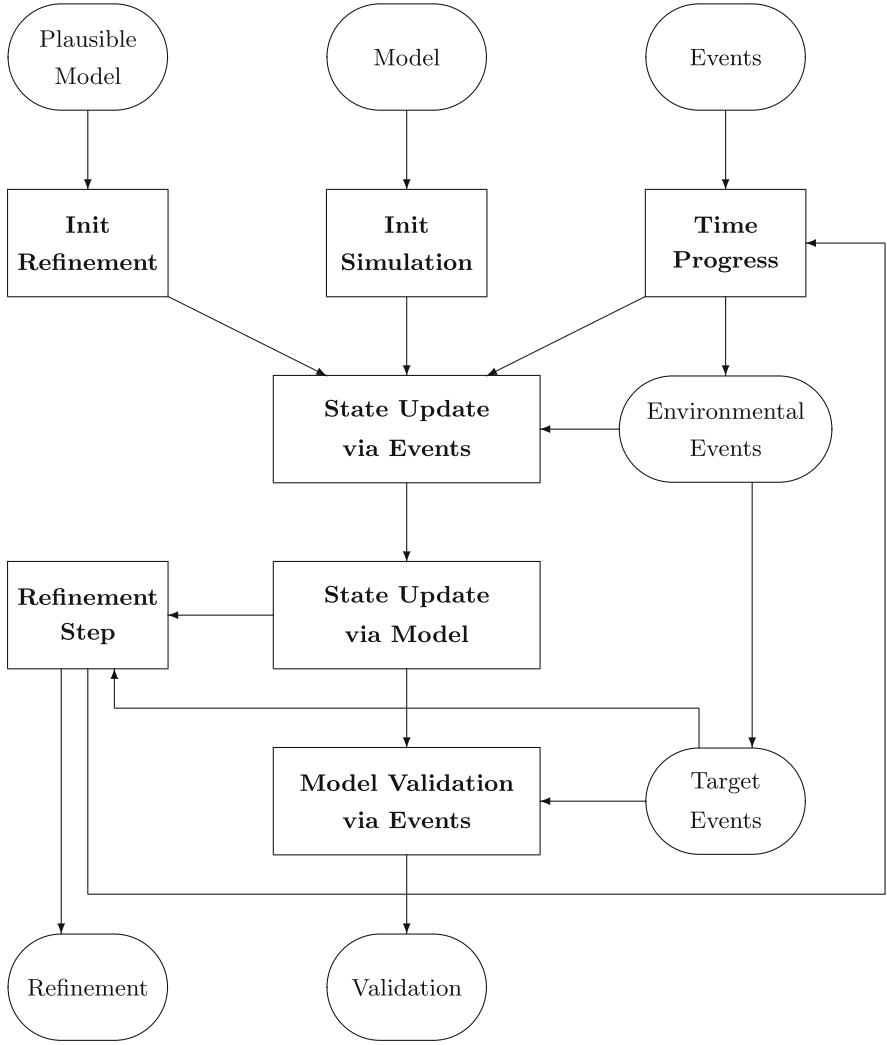 Plausible
Model
Model
Events
Init
Refinement
Init
Simulation
Time
Progress
State Update
via Events
Environmental
Events
Refinement
Step
State Update
via Model
Model Validation
via Events
Target
Events
Refinement
Validation